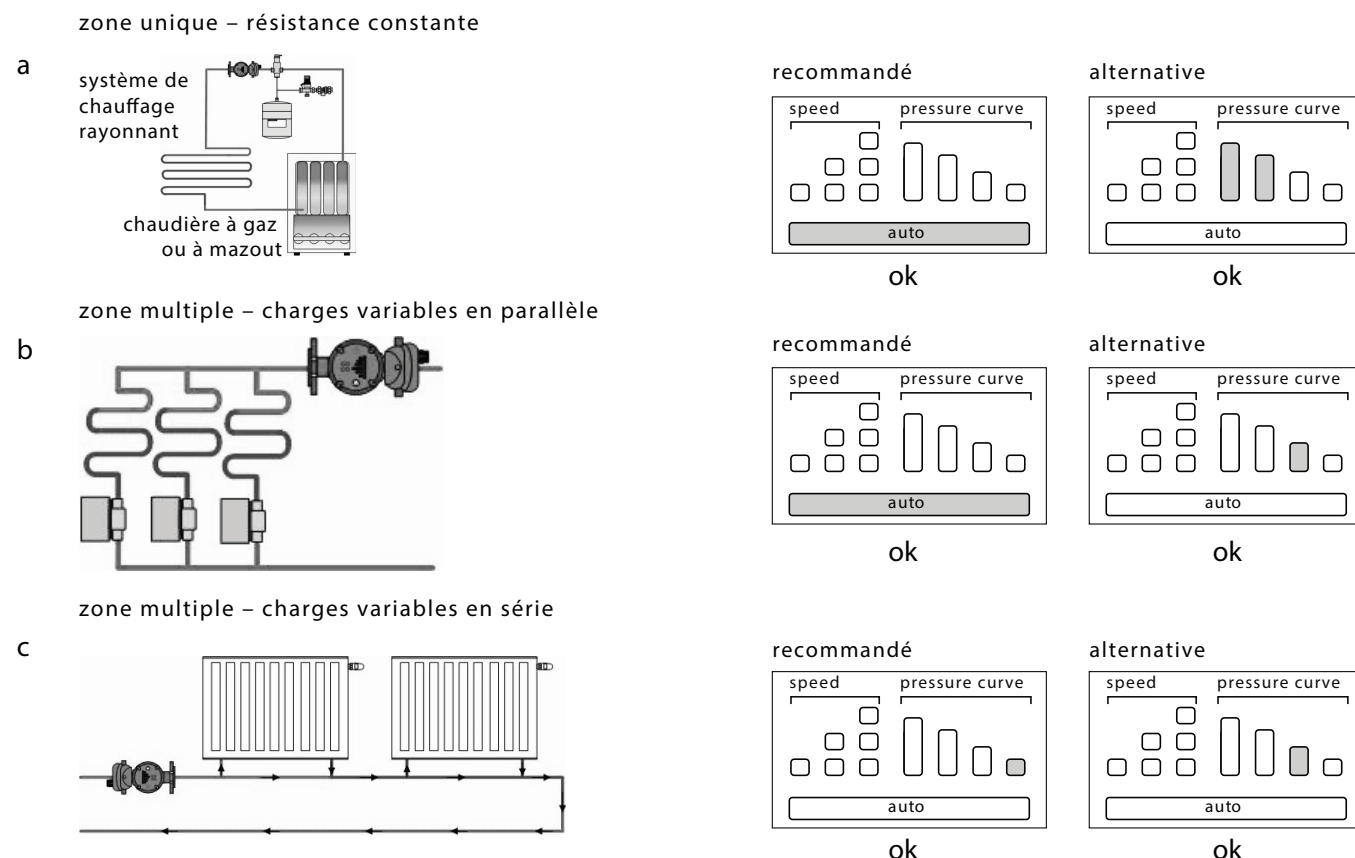 zone unique – résistance constante
a
système de
chauffage
rayonnant
chaudière à gaz
ou à mazout
recommandé
speed pressure curve
auto
ok
alternative
speed pressure curve
auto
ok
zone multiple – charges variables en parallèle
b
recommandé
speed pressure curve
auto
ok
alternative
speed pressure curve
auto
ok
zone multiple – charges variables en série
c
recommandé
speed pressure curve
auto
ok
alternative
speed pressure curve
auto
ok